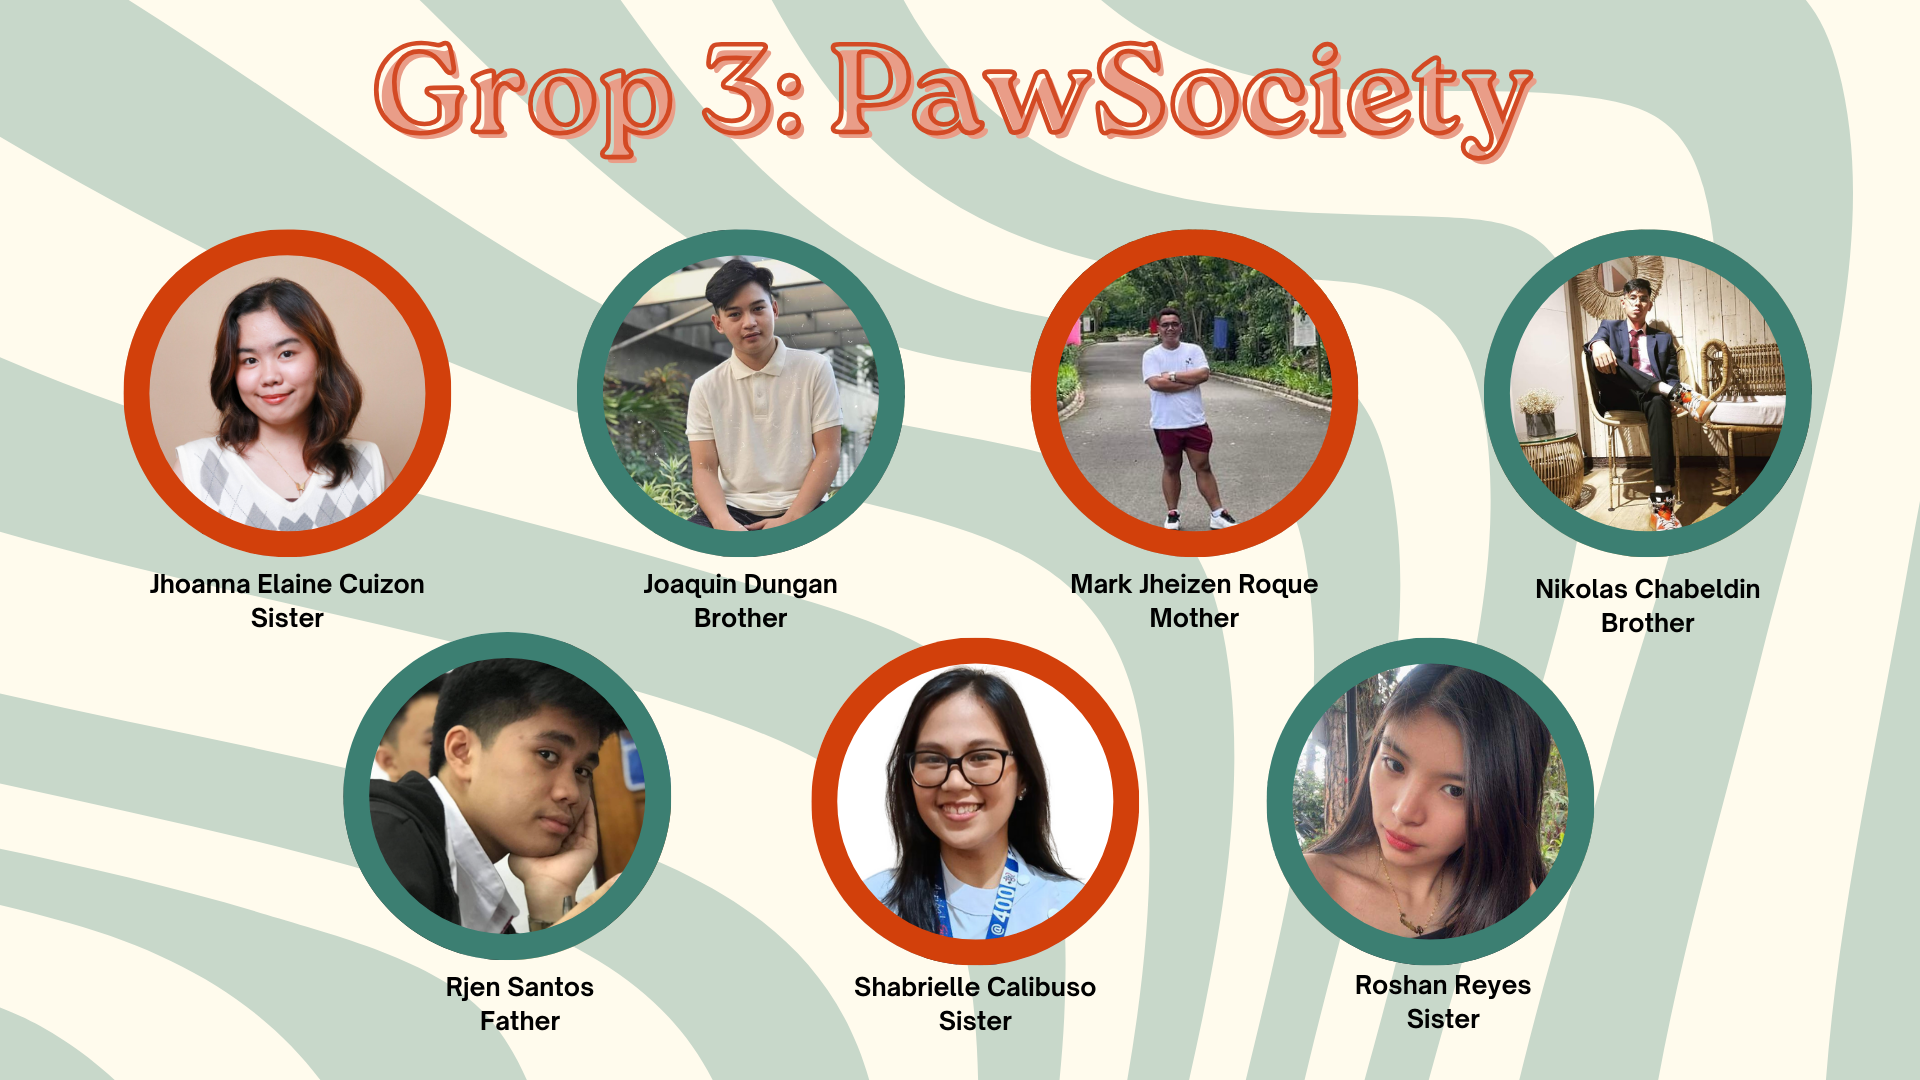 Grop 3: PawSociety
Jhoanna Elaine Cuizon
Sister
Joaquin Dungan
Brother
Mark Jheizen Roque
Mother
Nikolas Chabeldin
Brother
Rjen Santos
Father
Shabrielle Calibuso
Sister
@400
Roshan Reyes
Sister